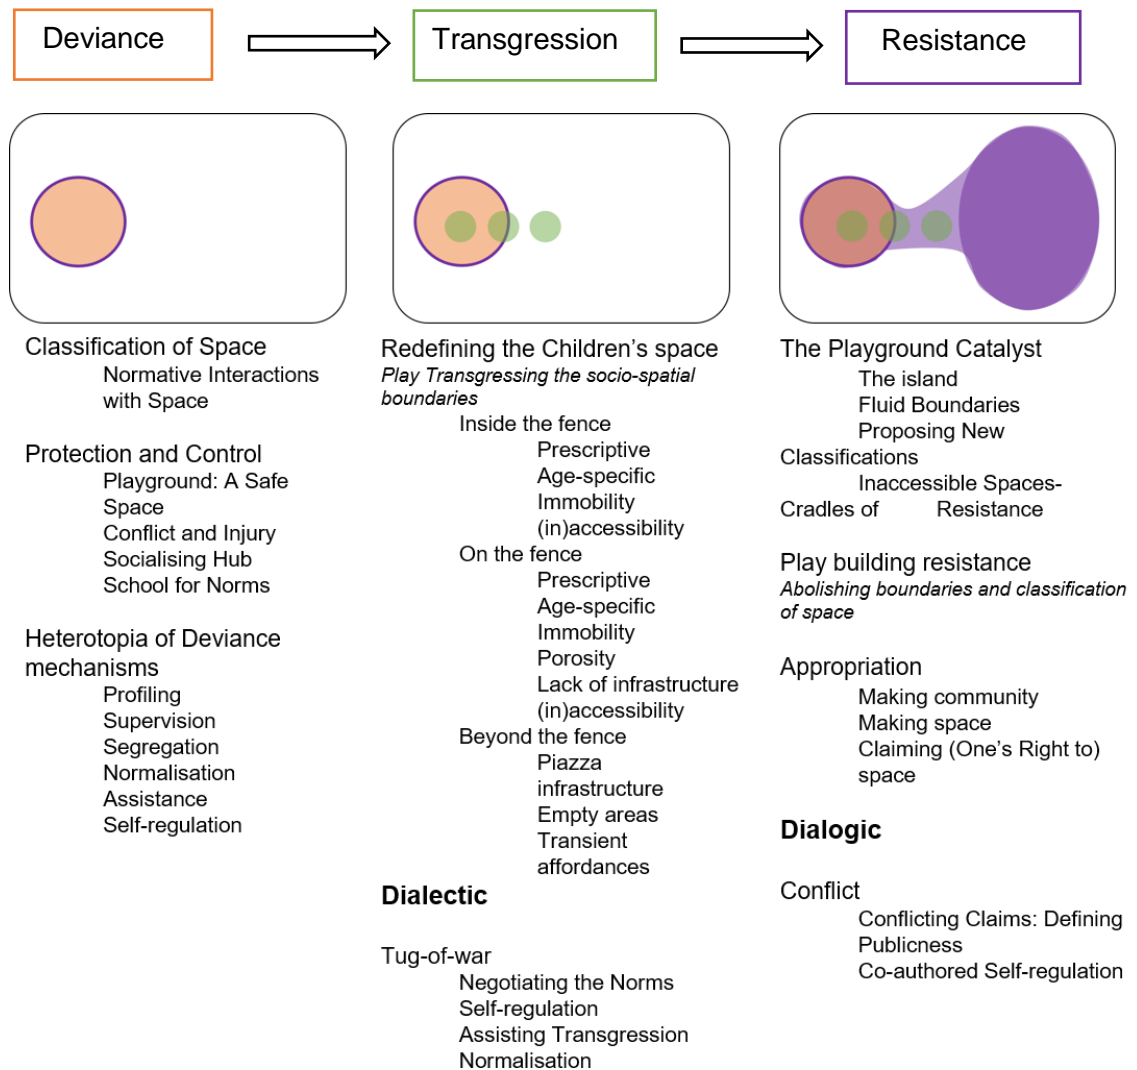 Deviance
Transgression
Resistance
Classification of Space
Normative Interactions
with Space
Protection and Control
Playground: A Safe
Space
Conflict and Injury
Socialising Hub
School for Norms
Heterotopia of Deviance
mechanisms
Profiling
Supervision
Segregation
Normalisation
Assistance
Self-regulation
Redefining the Children’s space
Play Transgressing the socio-spatial
boundaries
Inside the fence
Prescriptive
Age-specific
Immobility
(in)accessibility
On the fence
Prescriptive
Age-specific
Immobility
Porosity
Lack of infrastructure
(in)accessibility
Beyond the fence
Piazza
infrastructure
Empty areas
Transient
affordances
Dialectic
Tug-of-war
Negotiating the Norms
Self-regulation
Assisting Transgression
Normalisation
The Playground Catalyst
The island
Fluid Boundaries
Proposing New
Classifications
Inaccessible Spaces-
Cradles of Resistance
Play building resistance
Abolishing boundaries and classification
of space
Appropriation
Making community
Making space
Claiming (One’s Right to)
space
Dialogic
Conflict
Conflicting Claims: Defining
Publicness
Co-authored Self-regulation